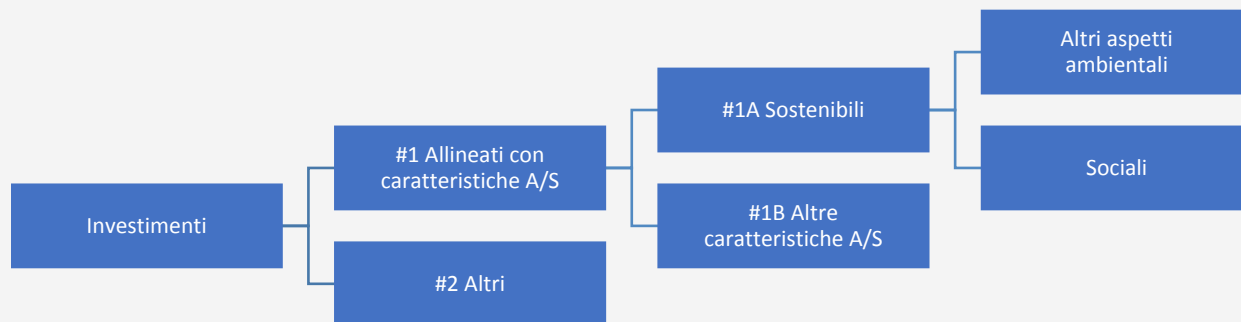 Investimenti
#1 Allineati con
caratteristiche A/S
#2 Altri
#1A Sostenibili
#1B Altre
caratteristiche A/S
Altri aspetti
ambientali
Sociali